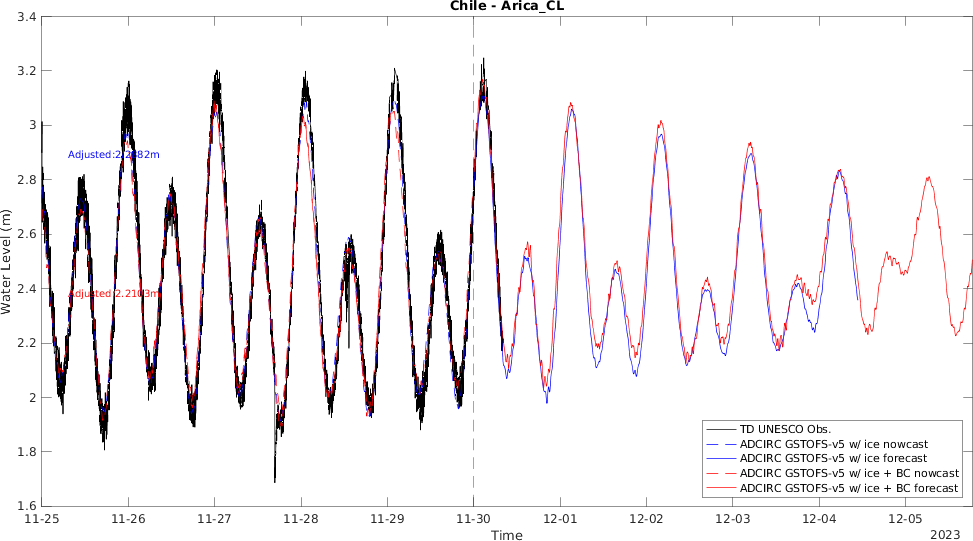 Chile - Arica_CL
3.4
3.2
3
2.8
2.6
2.4
2.2
2
1.8
1.6
Water Level (m)
Adjusted:2.2103m
TD UNESCO Obs.
ADCIRC GSTOFS-v5 w/ ice nowcast
ADCIRC GSTOFS-v5 w/ ice forecast
ADCIRC GSTOFS-v5 w/ ice + BC nowcast
ADCIRC GSTOFS-v5 w/ ice + BC forecast
11-25
11-26
11-27
11-28
11-29
11-30
12-01
12-02
12-03
12-04
12-05
Time
2023